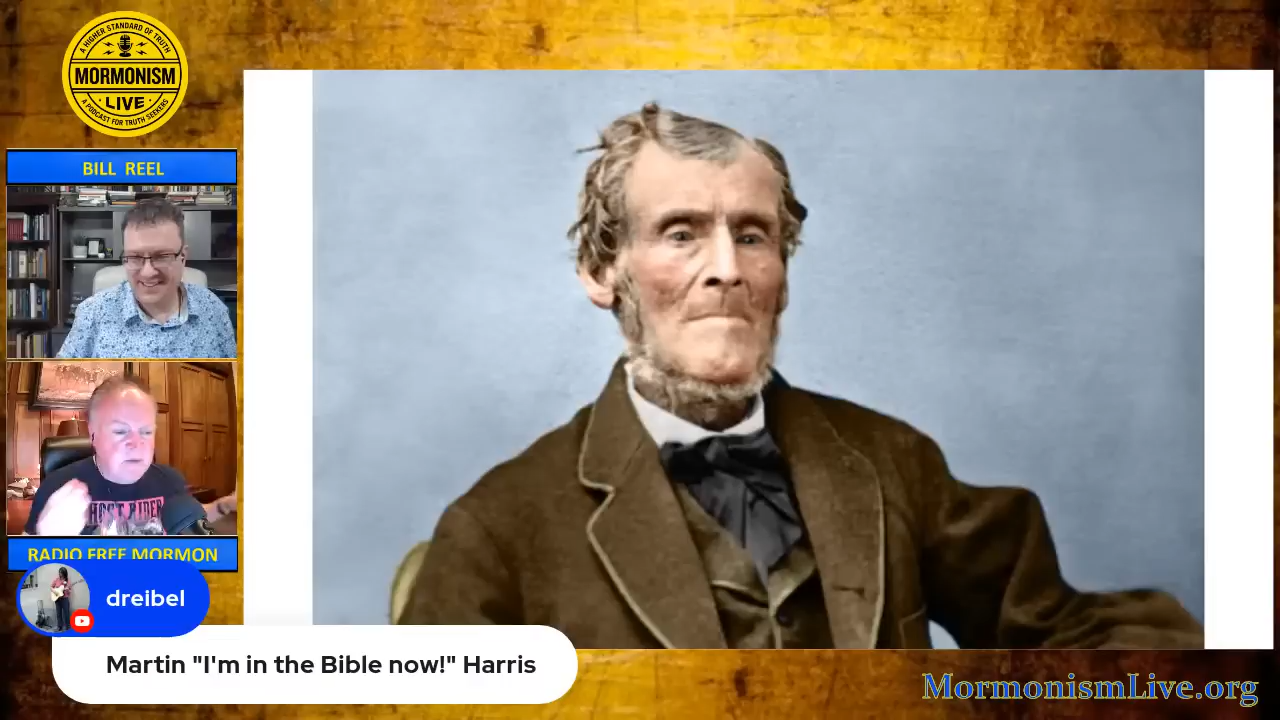 A HIGHER STANDARD OF TRUTH
MORMONISM
LIVE
A PODCAST FOR TRUTH SEEKERS
BILL REEL
RADIO FREE MORMON
dreibel
Martin "I'm in the Bible now!" Harris
MormonismLive.org